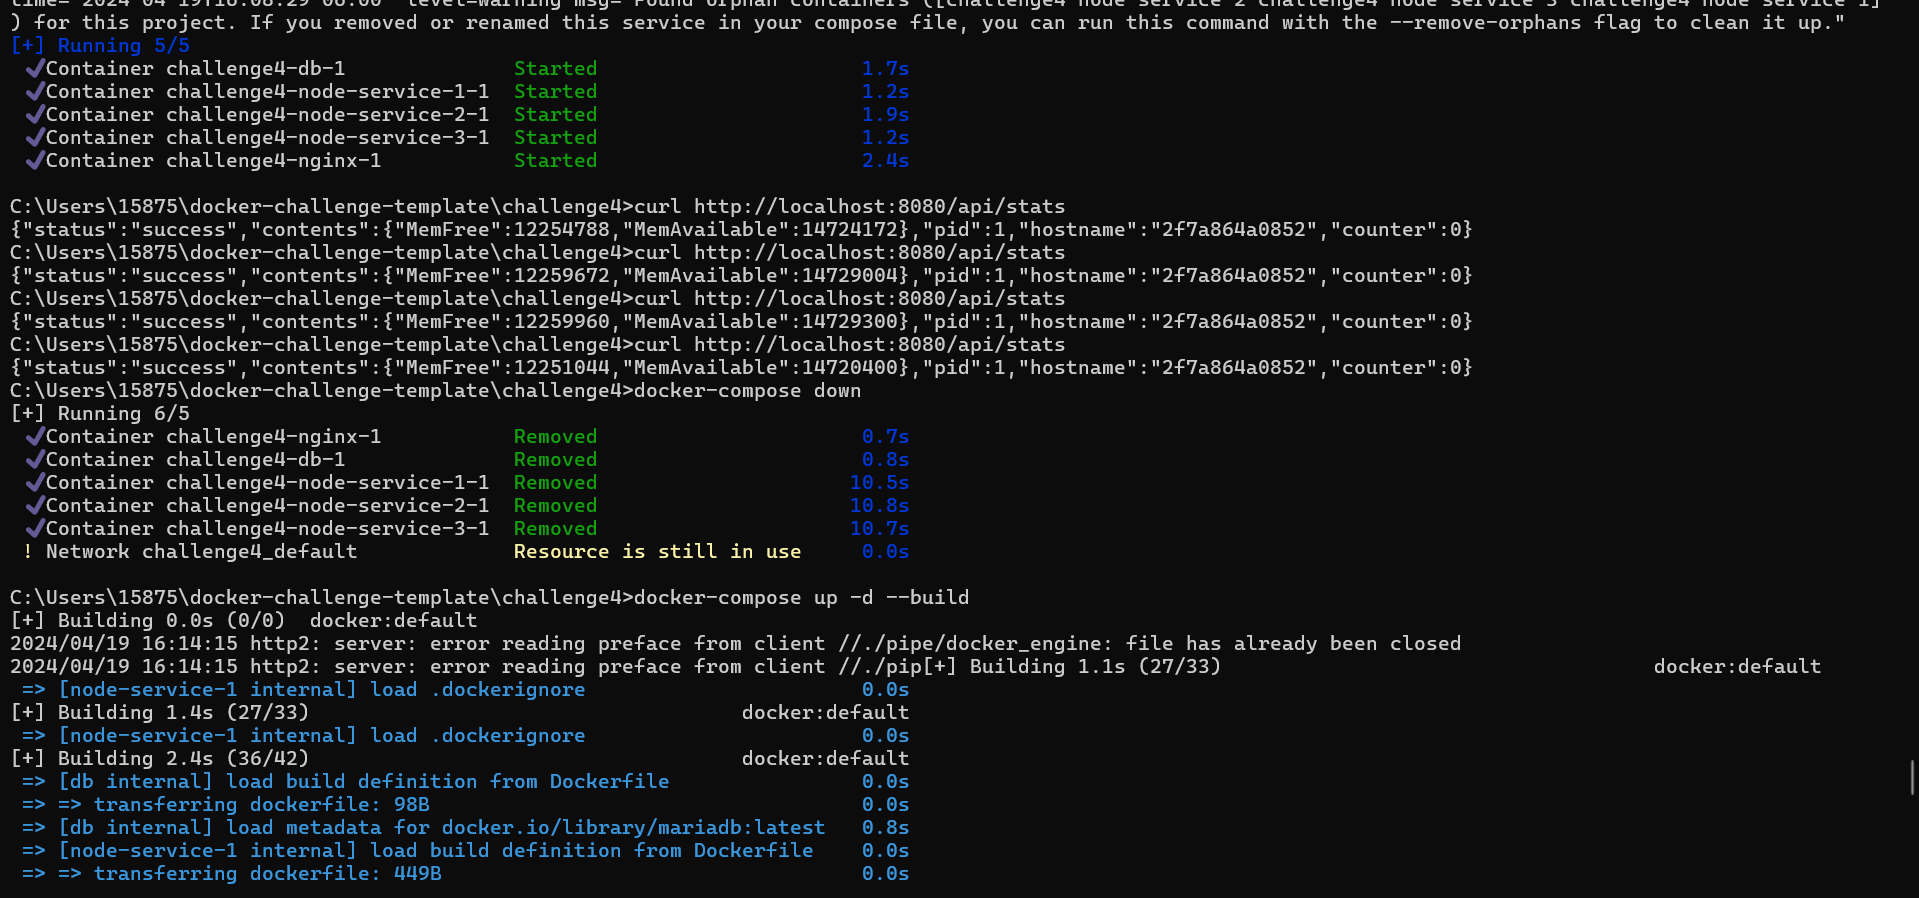 time="2024-04-19T16:08:29-06:00" level=warning msg="Found orphan containers ([challenge4-node-service-2 challenge4-node-service-3 challenge4-node-service-1]
) for this project. If you removed or renamed this service in your compose file, you can run this command with the --remove-orphans flag to clean it up."
[+] Running 5/5
✔Container challenge4-db-1 Started 1.7s
✔Container challenge4-node-service-1-1 Started 1.2s
✔Container challenge4-node-service-2-1 Started 1.9s
✔Container challenge4-node-service-3-1 Started 1.2s
✔Container challenge4-nginx-1 Started 2.4s
C:\Users\15875\docker-challenge-template\challenge4>curl http://localhost:8080/api/stats
{"status":"success","contents":{"MemFree":12254788,"MemAvailable":14724172},"pid":1,"hostname":"2f7a864a0852","counter":0}
C:\Users\15875\docker-challenge-template\challenge4>curl http://localhost:8080/api/stats
{"status":"success","contents":{"MemFree":12259672,"MemAvailable":14729004},"pid":1,"hostname":"2f7a864a0852","counter":0}
C:\Users\15875\docker-challenge-template\challenge4>curl http://localhost:8080/api/stats
{"status":"success","contents":{"MemFree":12259960,"MemAvailable":14729300},"pid":1,"hostname":"2f7a864a0852","counter":0}
C:\Users\15875\docker-challenge-template\challenge4>curl http://localhost:8080/api/stats
{"status":"success","contents":{"MemFree":12251044,"MemAvailable":14720400},"pid":1,"hostname":"2f7a864a0852","counter":0}
C:\Users\15875\docker-challenge-template\challenge4>docker-compose down
[+] Running 6/5
✔Container challenge4-nginx-1 Removed 0.7s
✔Container challenge4-db-1 Removed 0.8s
✔Container challenge4-node-service-1-1 Removed 10.5s
✔Container challenge4-node-service-2-1 Removed 10.8s
✔Container challenge4-node-service-3-1 Removed 10.7s
! Network challenge4_default Resource is still in use 0.0s
C:\Users\15875\docker-challenge-template\challenge4>docker-compose up -d --build
[+] Building 0.0s (0/0) docker:default
2024/04/19 16:14:15 http2: server: error reading preface from client //./pipe/docker_engine: file has already been closed
2024/04/19 16:14:15 http2: server: error reading preface from client //./pip[+] Building 1.1s (27/33) docker:default
=> [node-service-1 internal] load .dockerignore 0.0s
[+] Building 1.4s (27/33) docker:default
=> [node-service-1 internal] load .dockerignore 0.0s
[+] Building 2.4s (36/42) docker:default
=> [db internal] load build definition from Dockerfile 0.0s
=> => transferring dockerfile: 98B 0.0s
=> [db internal] load metadata for docker.io/library/mariadb:latest 0.8s
=> [node-service-1 internal] load build definition from Dockerfile 0.0s
=> => transferring dockerfile: 449B 0.0s